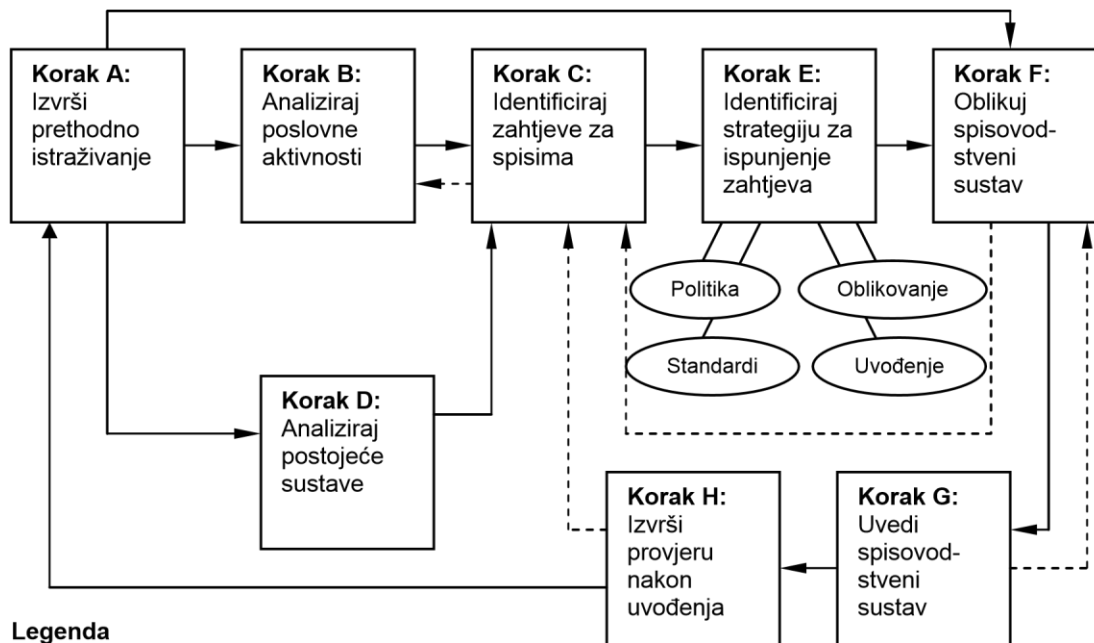 Korak A:
Izvrši
prethodno
istraživanje
Korak B:
Analiziraj
poslovne
aktivnosti
Korak C:
Identificiraj
zahtjeve za
spisima
Korak E:
Identificiraj
strategiju za
ispunjenje
zahtjeva
Korak F:
Oblikuj
spisovod-
stveni
sustav
Politika
Oblikovanje
Standardi
Uvođenje
Korak D:
Analiziraj
postojeće
sustave
Korak H:
Izvrši
provjeru
nakon
uvođenja
Korak G:
Uvedi
spisovod-
stveni
sustav
Legenda